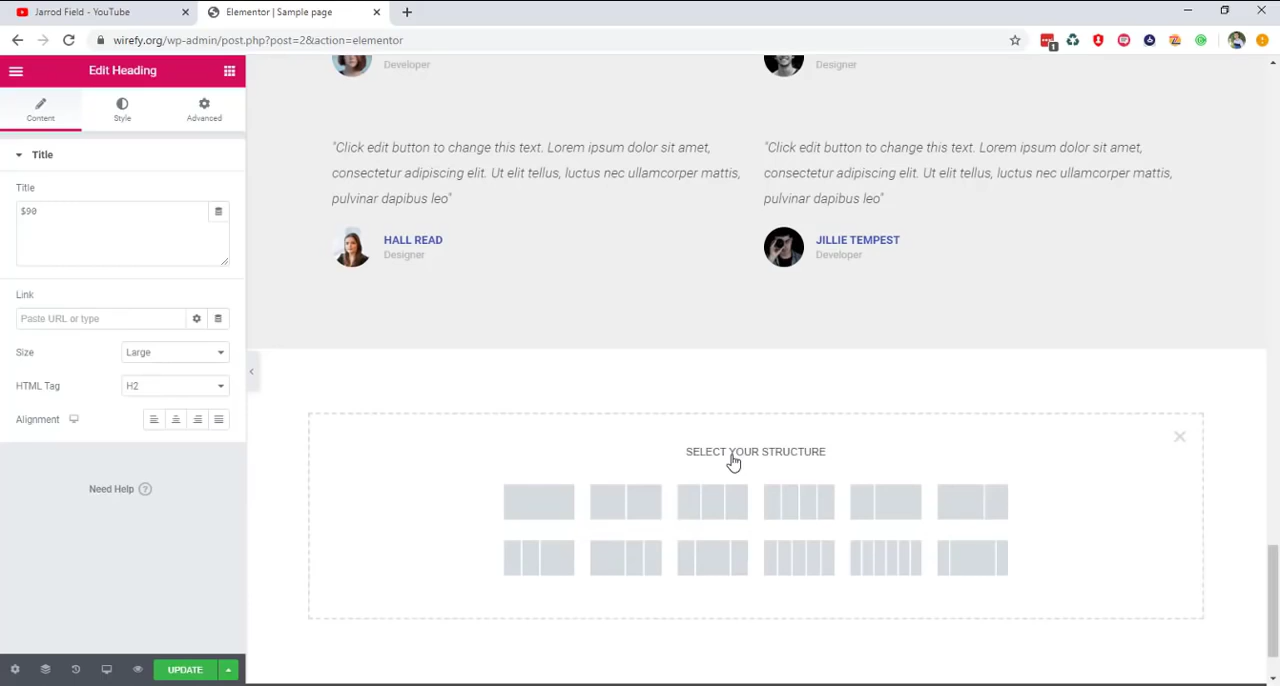 Jarrod Field - YouTube
Elementor | Sample page
wirefy.org/wp-admin/post.php?post=2&action=elementor
1
Edit Heading
Content
Style
Advanced
Title
Title
$90
Link
Paste URL or type
Size
Large
HTML Tag
H2
Alignment
Need Help
UPDATE
Developer
Designer
"Click edit button to change this text. Lorem ipsum dolor sit amet,
consectetur adipiscing elit. Ut elit tellus, luctus nec ullamcorper mattis,
pulvinar dapibus leo"
HALL READ
Designer
"Click edit button to change this text. Lorem ipsum dolor sit amet,
consectetur adipiscing elit. Ut elit tellus, luctus nec ullamcorper mattis,
pulvinar dapibus leo"
JILLIE TEMPEST
Developer
SELECT YOUR STRUCTURE